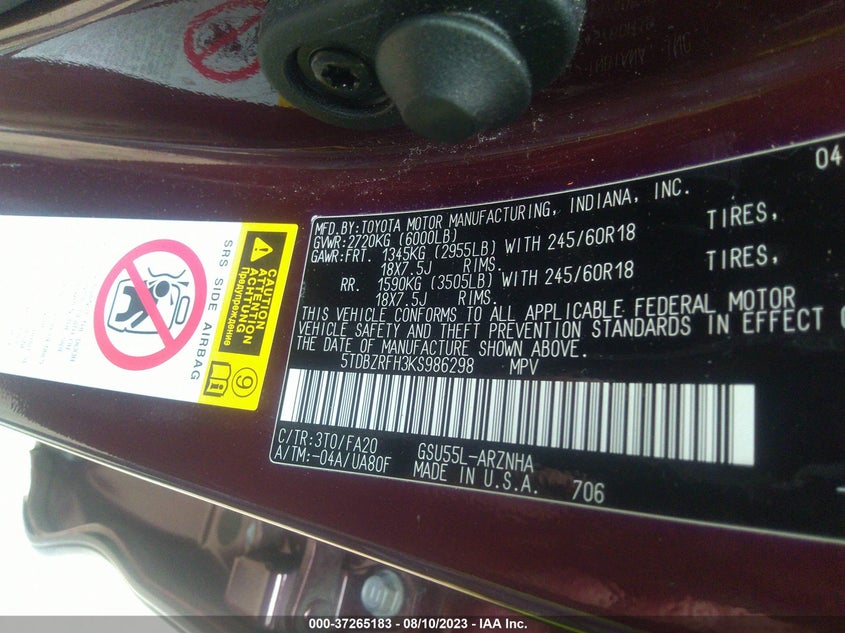 04
MFD.BY:TOYOTA MOTOR MANUFACTURING, INDIANA, INC.
GVWR:2720KG (6000LB)
GAWR:FRT. 1345KG (2955LB) WITH 245/60R18 TIRES,
18X7.5J RIMS.
RR. 1590KG (3505LB) WITH 245/60R18 TIRES,
18X7.5J RIMS.
THIS VEHICLE CONFORMS TO ALL APPLICABLE FEDERAL MOTOR
VEHICLE SAFETY AND THEFT PREVENTION STANDARDS IN EFFECT
THE DATE OF MANUFACTURE SHOWN ABOVE.
5TDBZRFH3KS986298 MPV
C/TR:3T0/FA20
A/TM:-04A/UA80F
GSU55L-ARZNHA
MADE IN U.S.A. 706
SRS SIDE AIRBAG
CAUTION
ATTENTION
ACHTUNG
Предупреждение
9
000-37265183 - 08/10/2023 - IAA Inc.